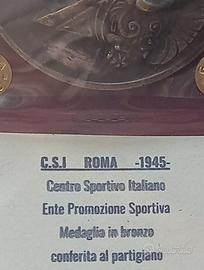 C.S.I ROMA -1945-
Centro Sportivo Italiano
Ente Promozione Sportiva
Medaglia in bronzo
conferita al partigiano